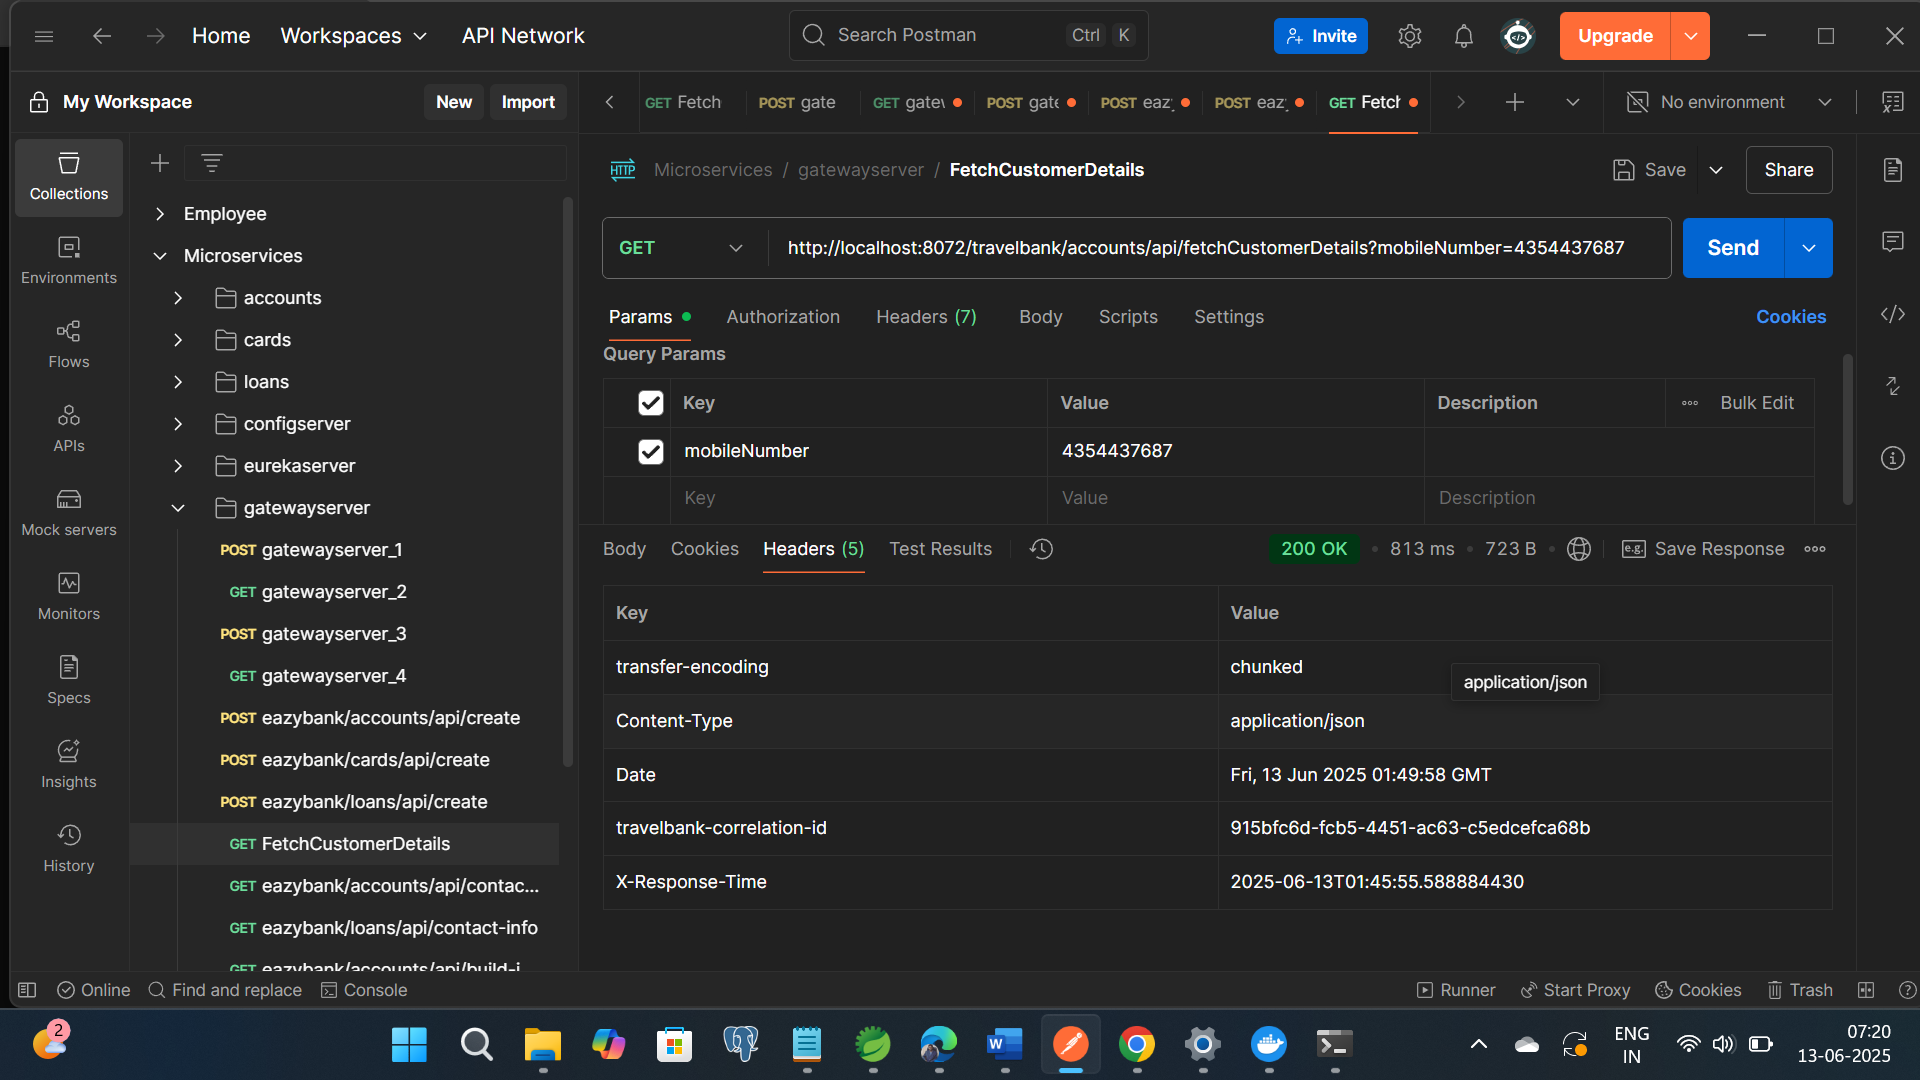 Home
Workspaces
API Network
Search Postman
Ctrl K
Invite
Upgrade
My Workspace
New
Import
GET Fetch
POST gate
GET gatev
POST gate
POST eaz
POST eaz
GET Fetch
No environment
Collections
Environments
Flows
APIs
Mock servers
Monitors
Specs
Insights
History
Employee
Microservices
accounts
cards
loans
configserver
eurekaserver
gatewayserver
POST gatewayserver_1
GET gatewayserver_2
POST gatewayserver_3
GET gatewayserver_4
POST eazybank/accounts/api/create
POST eazybank/cards/api/create
POST eazybank/loans/api/create
GET FetchCustomerDetails
GET eazybank/accounts/api/contac...
GET eazybank/loans/api/contact-info
GET eazybank/accounts/api/build-i
HTTP Microservices / gatewayserver / FetchCustomerDetails
Save
Share
GET
http://localhost:8072/travelbank/accounts/api/fetchCustomerDetails?mobileNumber=4354437687
Send
Params
Authorization
Headers (7)
Body
Scripts
Settings
Cookies
Query Params
Key Value Description Bulk Edit
mobileNumber 4354437687
Key Value Description
Body
Cookies
Headers (5)
Test Results
200 OK
813 ms
723 B
e.g. Save Response
Key Value
transfer-encoding chunked
application/json
Content-Type application/json
Date Fri, 13 Jun 2025 01:49:58 GMT
travelbank-correlation-id 915bfc6d-fcb5-4451-ac63-c5edcefca68b
X-Response-Time 2025-06-13T01:45:55.588884430
Online
Find and replace
Console
Runner
Start Proxy
Cookies
Trash
2
W
ENG
IN
07:20
13-06-2025